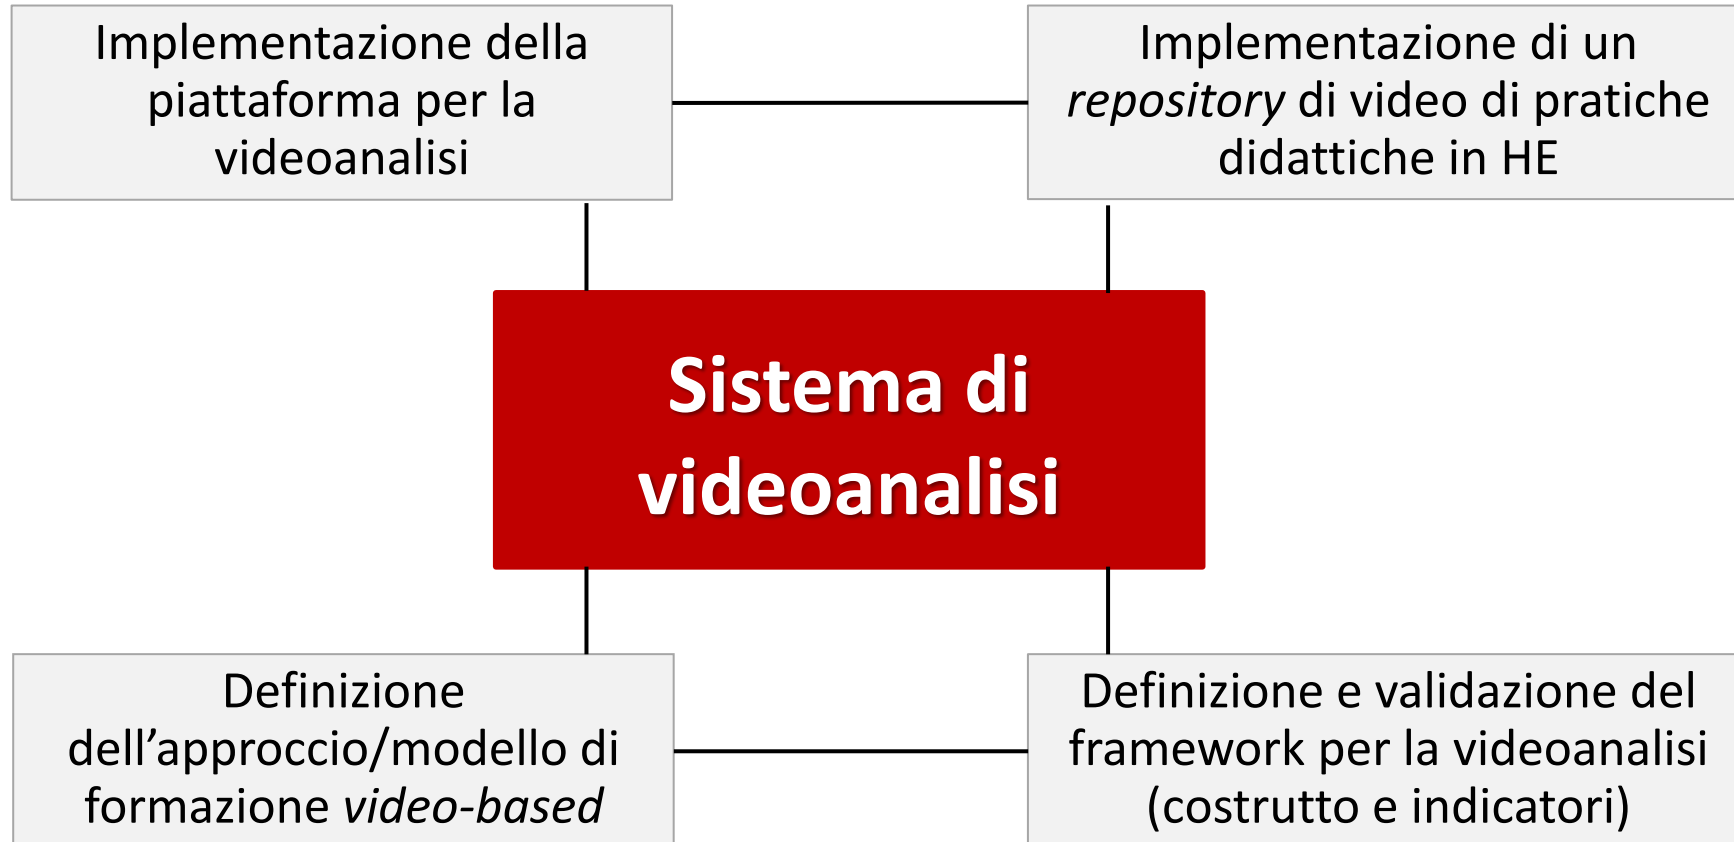 Implementazione della
piattaforma per la
videoanalisi
Implementazione di un
repository di video di pratiche
didattiche in HE
Sistema di
videoanalisi
Definizione
dell’approccio/modello di
formazione video-based
Definizione e validazione del
framework per la videoanalisi
(costrutto e indicatori)